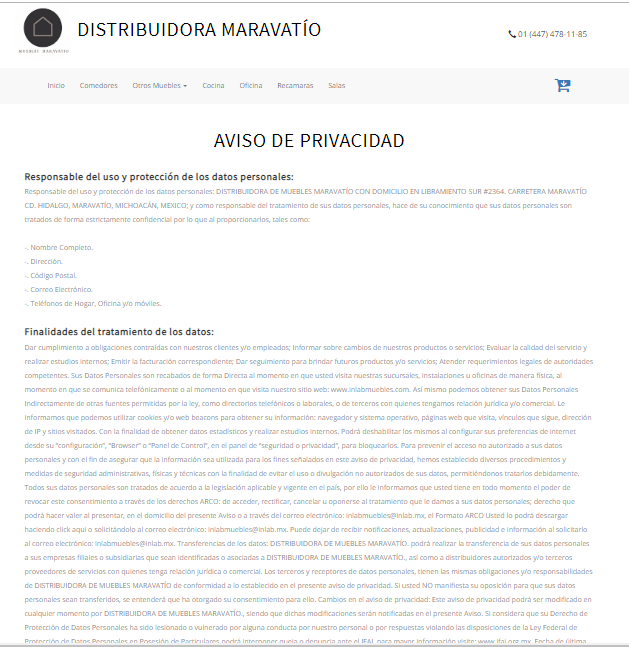 DISTRIBUIDORA MARAVATÍO
01 (447) 478-11-85
MUEBLES MARAVATIO
Inicio Comedores Otros Muebles Cocina Oficina Recamaras Salas
AVISO DE PRIVACIDAD
Responsable del uso y protección de los datos personales:
Responsable del uso y protección de los datos personales: DISTRIBUIDORA DE MUEBLES MARAVATÍO CON DOMICILIO EN LIBRAMIENTO SUR #2364. CARRETERA MARAVATÍO
CD. HIDALGO, MARAVATÍO, MICHOACÁN, MEXICO; y como responsable del tratamiento de sus datos personales, hace de su conocimiento que sus datos personales son
tratados de forma estrictamente confidencial por lo que al proporcionarlos, tales como:
-. Nombre Completo.
-. Dirección.
-. Código Postal.
-. Correo Electrónico.
-. Teléfonos de Hogar, Oficina y/o móviles.
Finalidades del tratamiento de los datos:
Dar cumplimiento a obligaciones contraídas con nuestros clientes y/o empleados; Informar sobre cambios de nuestros productos o servicios; Evaluar la calidad del servicio y
realizar estudios internos; Emitir la facturación correspondiente; Dar seguimiento para brindar futuros productos y/o servicios; Atender requerimientos legales de autoridades
competentes. Sus Datos Personales son recabados de forma Directa al momento en que usted visita nuestras sucursales, instalaciones u oficinas de manera física, al
momento en que se comunica telefónicamente o al momento en que visita nuestro sitio web: www.inlabmuebles.com. Así mismo podemos obtener sus Datos Personales
Indirectamente de otras fuentes permitidas por la ley, como directorios telefónicos o laborales, o de terceros con quienes tengamos relación jurídica y/o comercial. Le
informamos que podemos utilizar cookies y/o web beacons para obtener su información: navegador y sistema operativo, páginas web que visita, vínculos que sigue, dirección
de IP y sitios visitados. Con la finalidad de obtener datos estadísticos y realizar estudios internos. Podrá deshabilitar los mismos al configurar sus preferencias de internet
desde su "configuración", "Browser" o "Panel de Control", en el panel de "seguridad o privacidad", para bloquearlos. Para prevenir el acceso no autorizado a sus datos
personales y con el fin de asegurar que la información sea utilizada para los fines señalados en este aviso de privacidad, hemos establecido diversos procedimientos y
medidas de seguridad administrativas, físicas y técnicas con la finalidad de evitar el uso o divulgación no autorizados de sus datos, permitiéndonos tratarlos debidamente.
Todos sus datos personales son tratados de acuerdo a la legislación aplicable y vigente en el país, por ello le informamos que usted tiene en todo momento el poder de
revocar este consentimiento a través de los derechos ARCO: de acceder, rectificar, cancelar u oponerse al tratamiento que le damos a sus datos personales; derecho que
podrá hacer valer al presentar, en el domicilio del presente Aviso o a través del correo electrónico: inlabmuebles@inlab.mx, el Formato ARCO Usted lo podrá descargar
haciendo click aquí o solicitándolo al correo electrónico: inlabmuebles@inlab.mx. Puede dejar de recibir notificaciones, actualizaciones, publicidad e información al solicitarlo
al correo electrónico: inlabmuebles@inlab.mx. Transferencias de los datos: DISTRIBUIDORA DE MUEBLES MARAVATÍO. podrá realizar la transferencia de sus datos personales
a sus empresas filiales o subsidiarias que sean identificadas o asociadas a DISTRIBUIDORA DE MUEBLES MARAVATÍO., así como a distribuidores autorizados y/o terceros
proveedores de servicios con quienes tenga relación jurídica o comercial. Los terceros y receptores de datos personales, tienen las mismas obligaciones y/o responsabilidades
de DISTRIBUIDORA DE MUEBLES MARAVATÍO de conformidad a lo establecido en el presente aviso de privacidad. Si usted NO manifiesta su oposición para que sus datos
personales sean transferidos, se entenderá que ha otorgado su consentimiento para ello. Cambios en el aviso de privacidad: Este aviso de privacidad podrá ser modificado en
cualquier momento por DISTRIBUIDORA DE MUEBLES MARAVATÍO., siendo que dichas modificaciones serán notificadas en el presente Aviso. Si considera que su Derecho de
Protección de Datos Personales ha sido lesionado o vulnerado por alguna conducta por nuestro personal o por respuestas violando las disposiciones de la Ley Federal de
Protección de Datos Personales en Posesión de Particulares podrá interponer queja o denuncia ante el IFAI, para mayor información visite: www.ifai.org.mx. Fecha de última